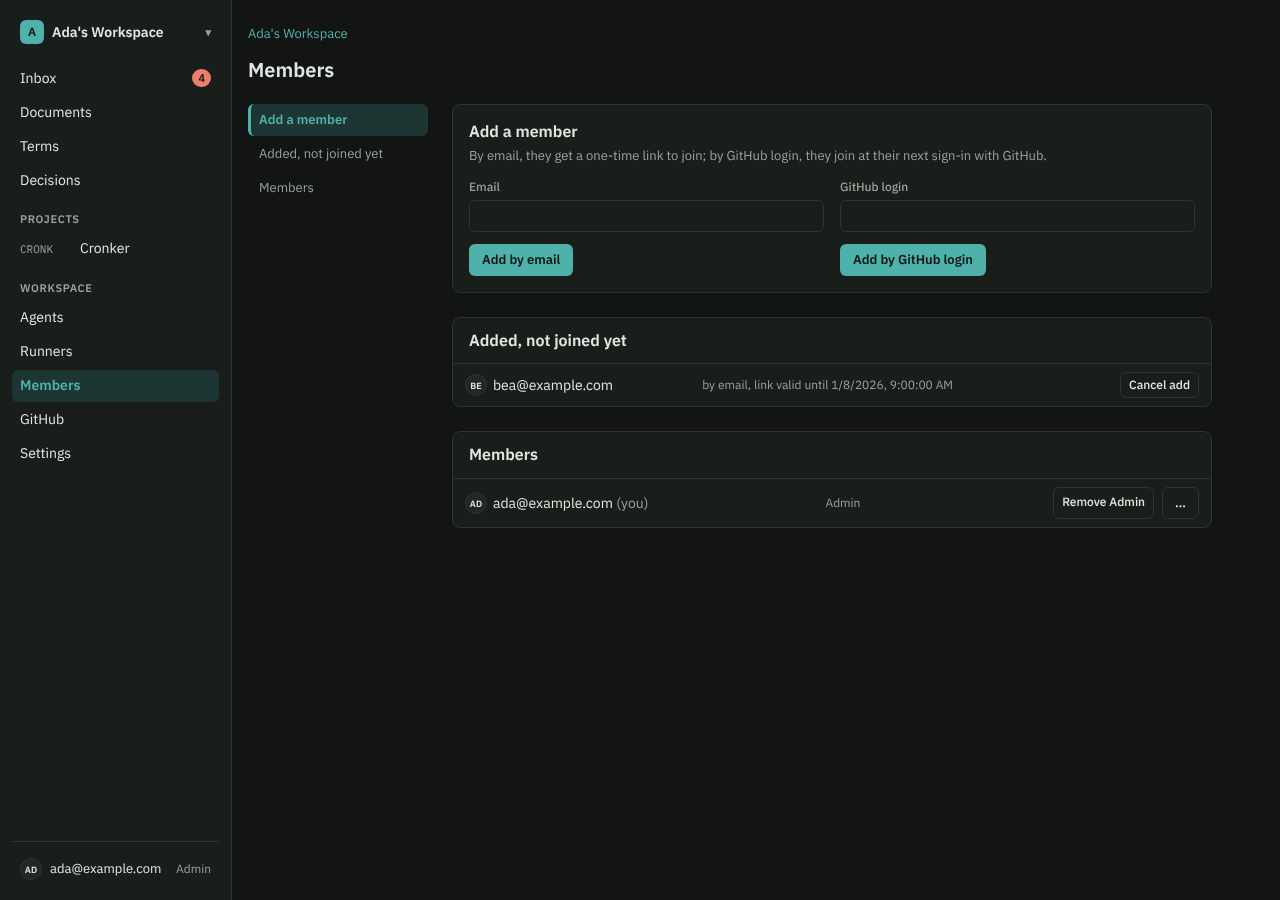 A Ada's Workspace ▾
Inbox 4
Documents
Terms
Decisions
PROJECTS
CRONK Cronker
WORKSPACE
Agents
Runners
Members
GitHub
Settings
AD ada@example.com Admin
Ada's Workspace
Members
Add a member
Added, not joined yet
Members
Add a member
By email, they get a one-time link to join; by GitHub login, they join at their next sign-in with GitHub.
Email GitHub login
Add by email Add by GitHub login
Added, not joined yet
BE bea@example.com by email, link valid until 1/8/2026, 9:00:00 AM Cancel add
Members
AD ada@example.com (you) Admin Remove Admin ...